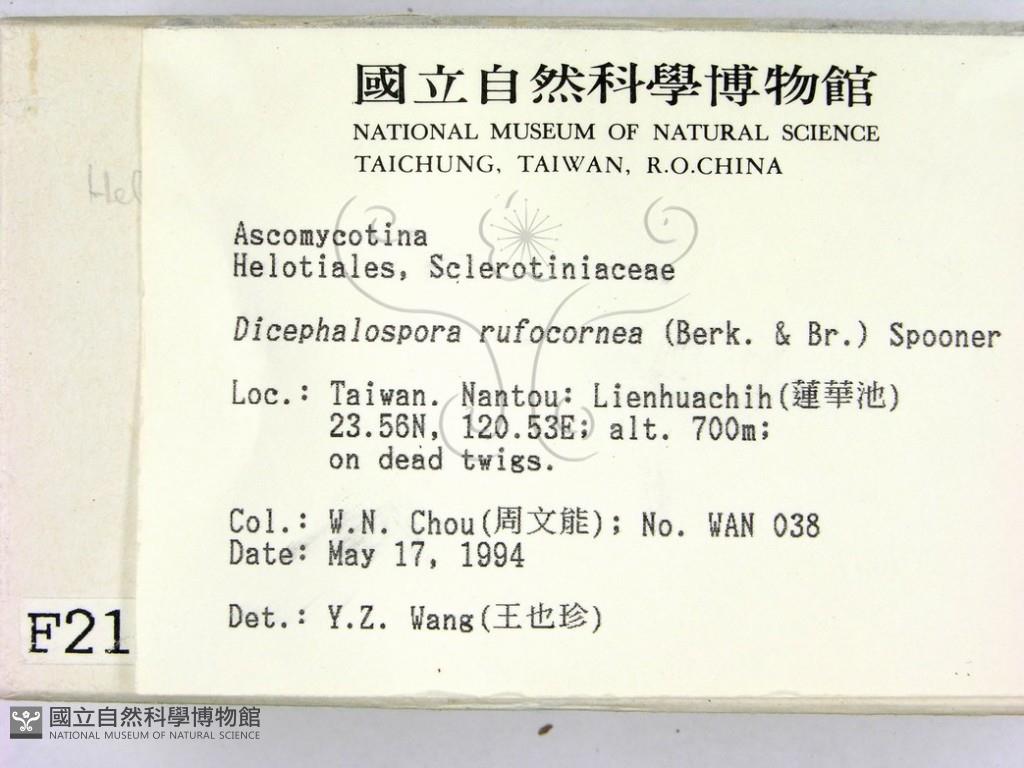 國立自然科學博物館
NATIONAL MUSEUM OF NATURAL SCIENCE
TAICHUNG, TAIWAN, R.O.CHINA
Hel
Ascomycotina
Helotiales, Sclerotiniaceae
Dicephalospora rufocornea (Berk. & Br.) Spooner
Loc.: Taiwan. Nantou: Lienhuachih(蓮華池)
23.56N, 120.53E; alt. 700m;
on dead twigs.
Col.: W.N. Chou(周文能); No. WAN 038
Date: May 17, 1994
Det.: Y.Z. Wang(王也珍)
F21
國立自然科學博物館
NATIONAL MUSEUM OF NATURAL SCIENCE